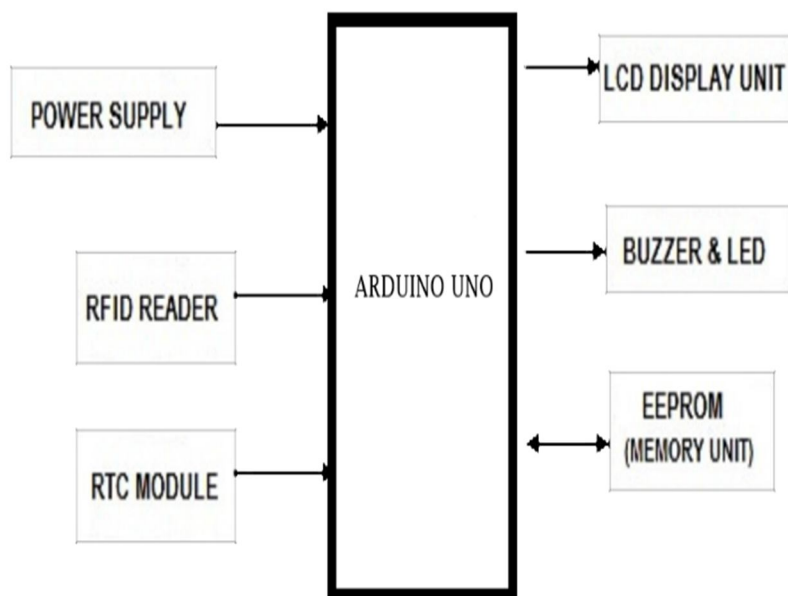 POWER SUPPLY
RFID READER
RTC MODULE
ARDUINO UNO
LCD DISPLAY UNIT
BUZZER & LED
EEPROM
(MEMORY UNIT)